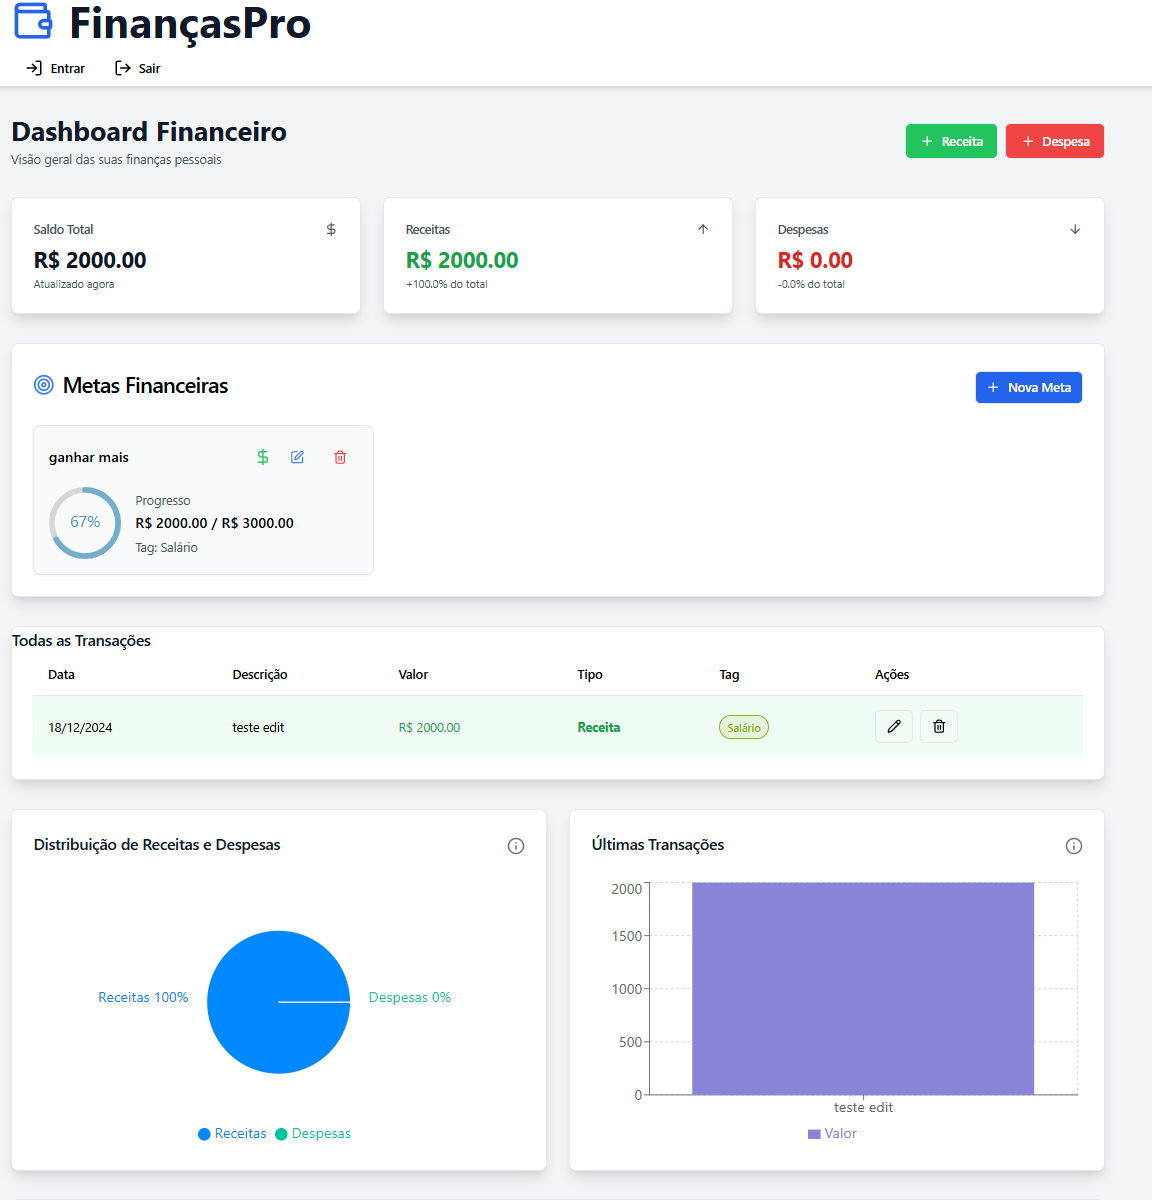 FinançasPro
Entrar Sair
Dashboard Financeiro
Visão geral das suas finanças pessoais
+ Receita + Despesa
Saldo Total $
R$ 2000.00
Atualizado agora
Receitas
R$ 2000.00
+100.0% do total
Despesas
R$ 0.00
-0.0% do total
Metas Financeiras
+ Nova Meta
ganhar mais $
67%
Progresso
R$ 2000.00 / R$ 3000.00
Tag: Salário
Todas as Transações
Data Descrição Valor Tipo Tag Ações
18/12/2024 teste edit R$ 2000.00 Receita Salário
Distribuição de Receitas e Despesas
Receitas 100% Despesas 0%
Receitas Despesas
Últimas Transações
2000
1500
1000
500
0
teste edit
Valor